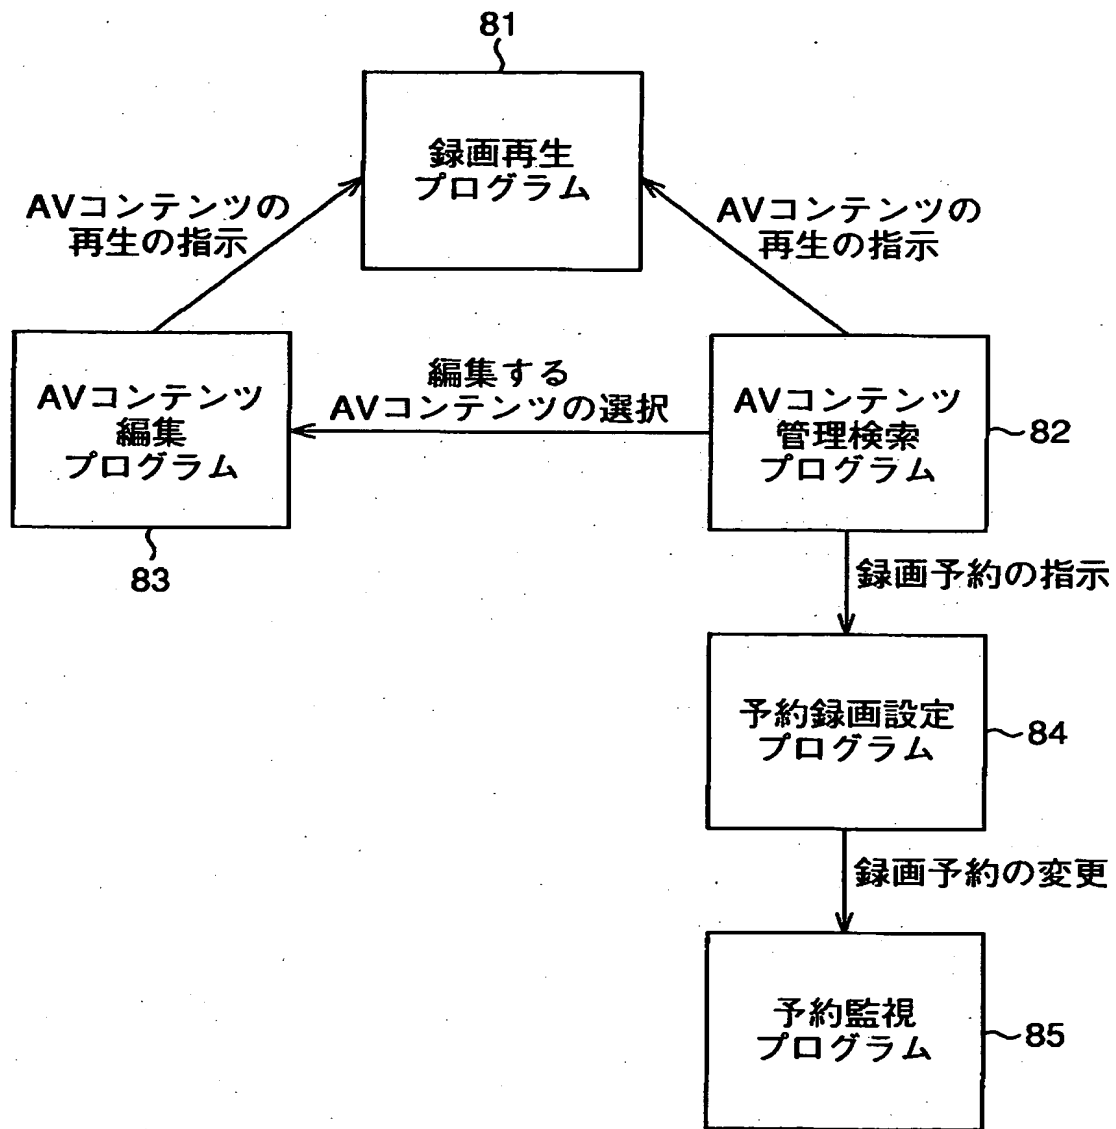 81
録画再生
プログラム
AVコンテンツの
再生の指示
AVコンテンツの
再生の指示
AVコンテンツ
編集
プログラム
83
編集する
AVコンテンツの選択
AVコンテンツ
管理検索
プログラム
82
録画予約の指示
予約録画設定
プログラム
84
録画予約の変更
予約監視
プログラム
85